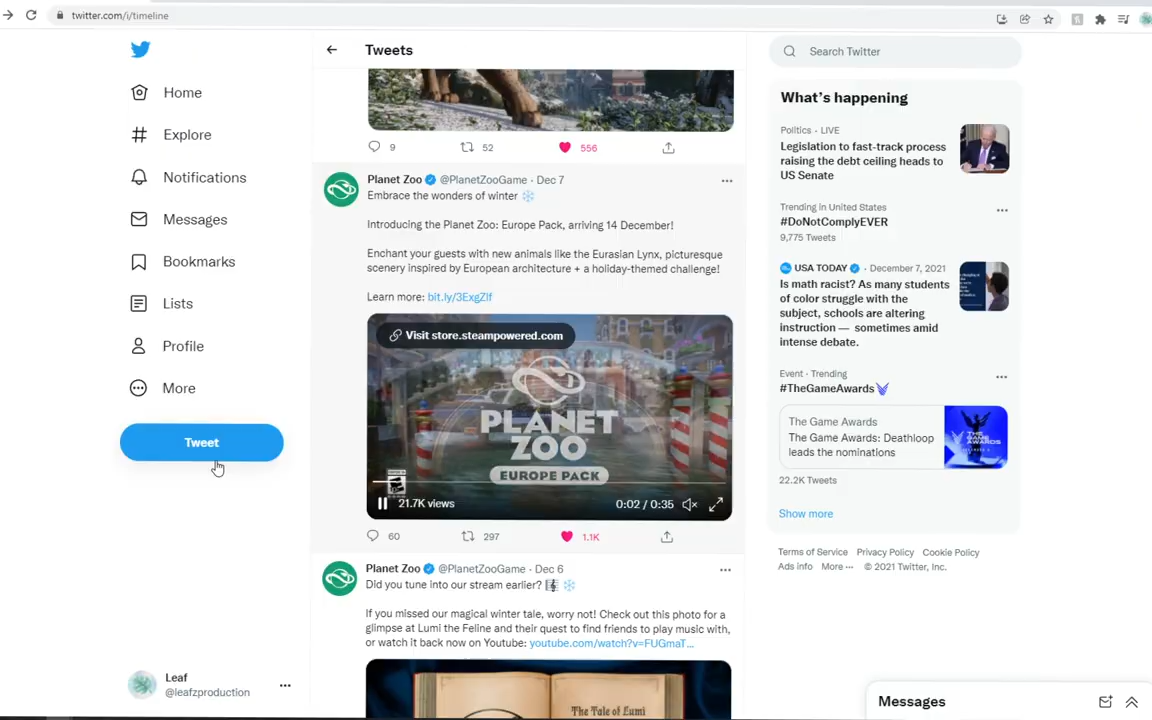 twitter.com/i/timeline
Home
Explore
Notifications
Messages
Bookmarks
Lists
Profile
More
Tweet
Leaf
@leafzproduction
Tweets
9
52
556
Planet Zoo @PlanetZooGame · Dec 7
Embrace the wonders of winter ❄️
Introducing the Planet Zoo: Europe Pack, arriving 14 December!
Enchant your guests with new animals like the Eurasian Lynx, picturesque
scenery inspired by European architecture + a holiday-themed challenge!
Learn more: bit.ly/3ExgZlf
Visit store.steampowered.com
PLANET
ZOO
EUROPE PACK
21.7K views
0:02 / 0:35
60
297
1.1K
Planet Zoo @PlanetZooGame · Dec 6
Did you tune into our stream earlier? 🎼 ❄️
If you missed our magical winter tale, worry not! Check out this photo for a
glimpse at Lumi the Feline and their quest to find friends to play music with,
or watch it back now on Youtube: youtube.com/watch?v=FUGmaT...
The Tale of Lumi
Search Twitter
What's happening
Politics · LIVE
Legislation to fast-track process
raising the debt ceiling heads to
US Senate
Trending in United States
#DoNotComplyEVER
9,775 Tweets
USA TODAY · December 7, 2021
Is math racist? As many students
of color struggle with the
subject, schools are altering
instruction — sometimes amid
intense debate.
Event · Trending
#TheGameAwards
The Game Awards
The Game Awards: Deathloop
leads the nominations
22.2K Tweets
Show more
Terms of Service Privacy Policy Cookie Policy
Ads info More ··· © 2021 Twitter, Inc.
Messages